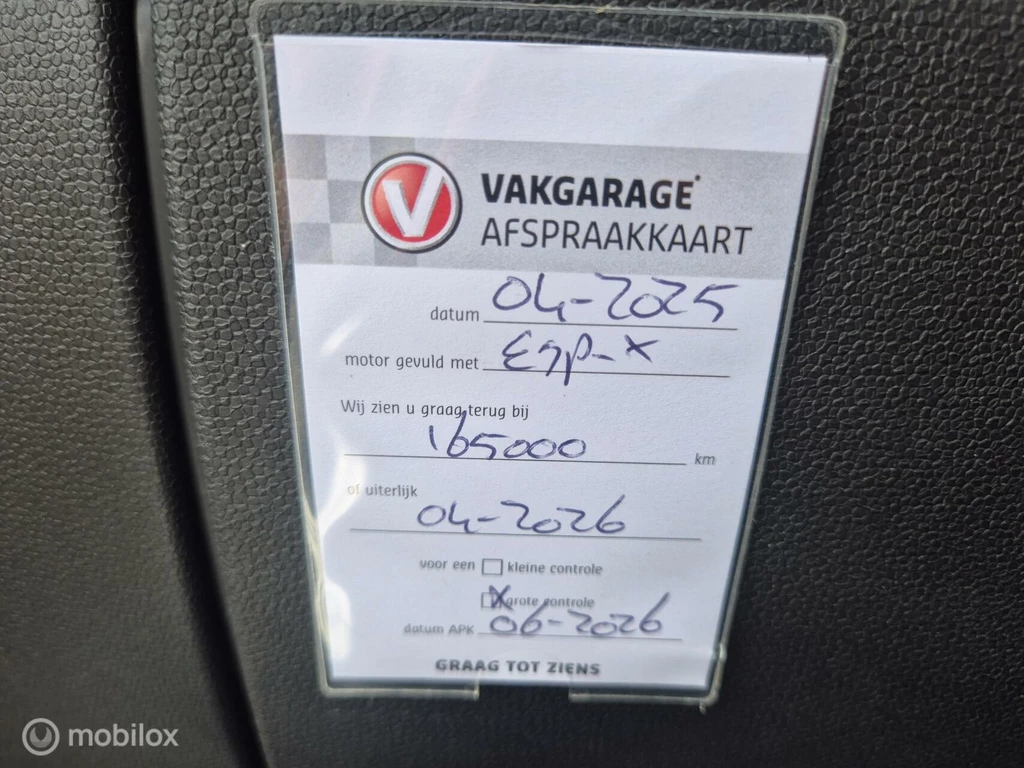 V VAKGARAGE
AFSPRAAKKAART
datum 04-2025
motor gevuld met
Wij zien u graag terug bij
165000 km
of uiterlijk
04-2026
voor een kleine controle
X grote controle
datum APK 06-2026
GRAAG TOT ZIENS
mobilox